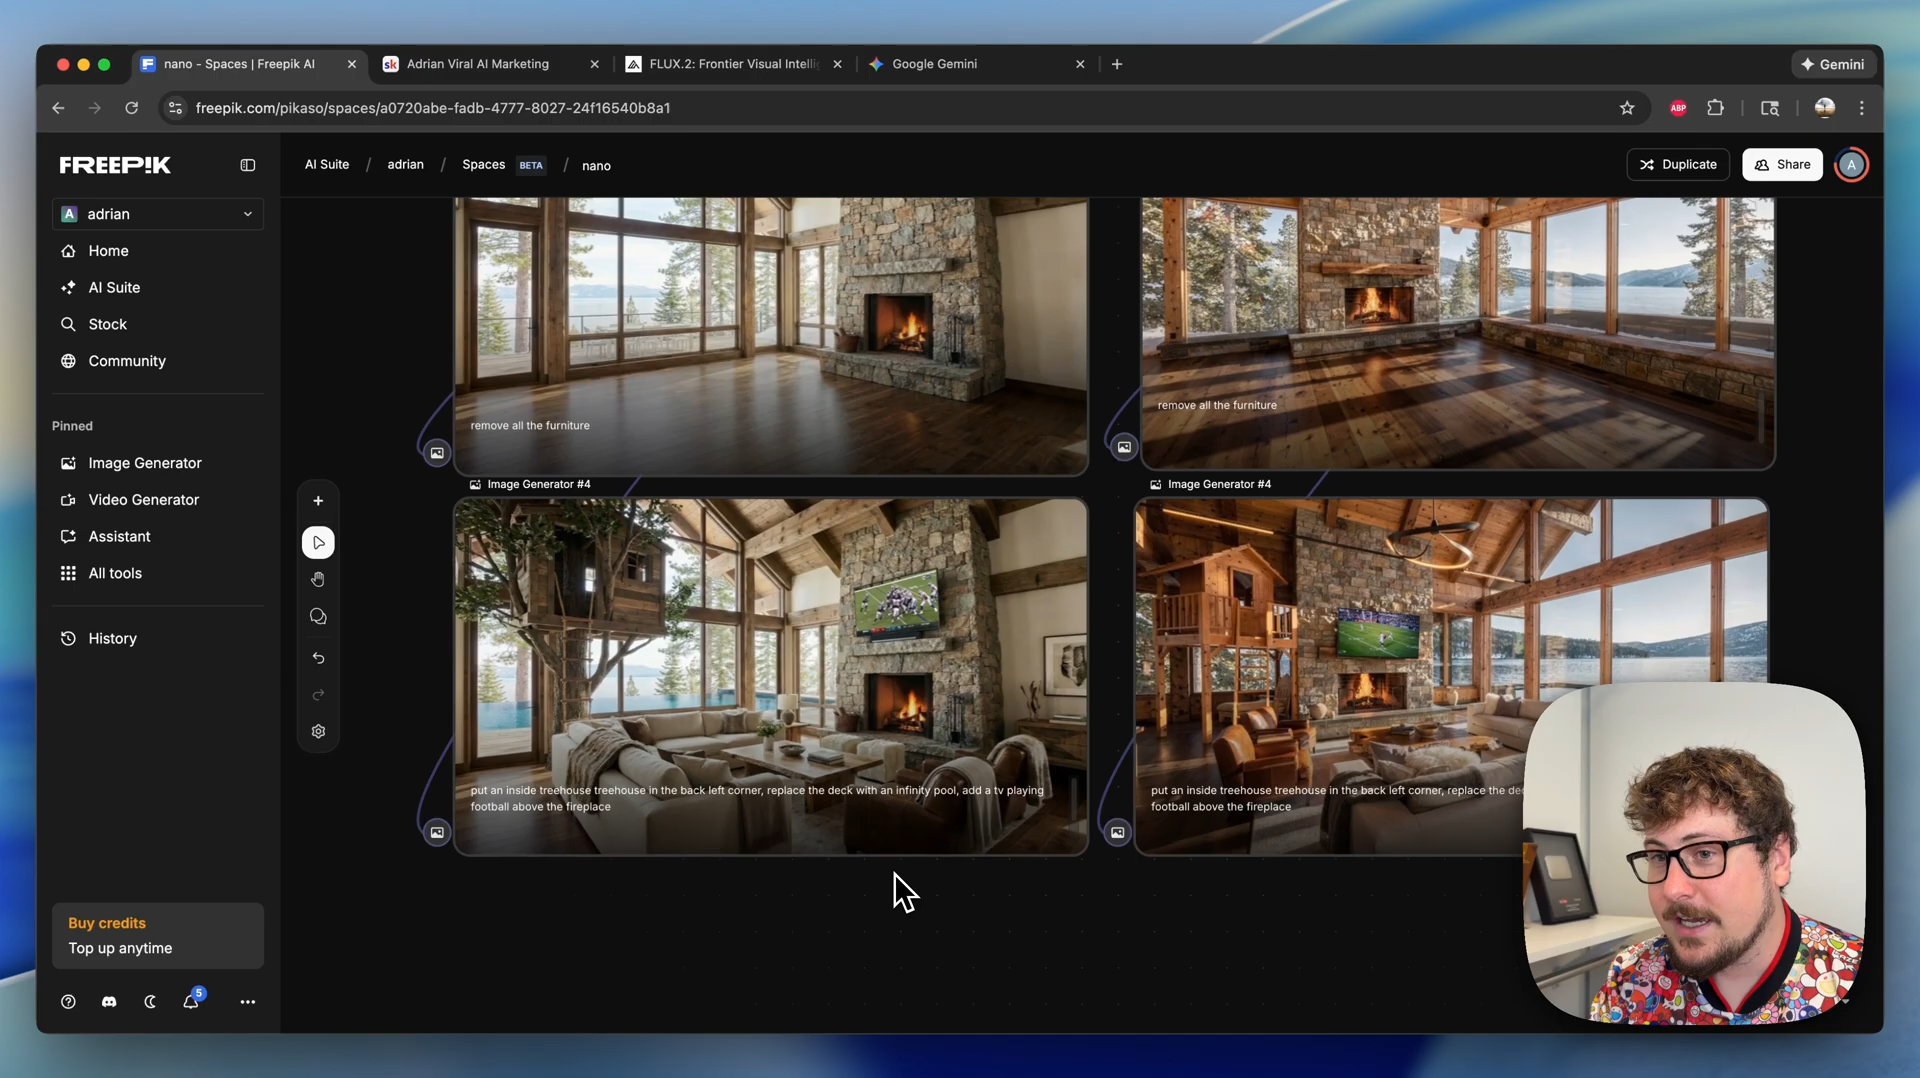 nano - Spaces | Freepik AI
sk
Adrian Viral AI Marketing
FLUX.2: Frontier Visual Intelli
Google Gemini
Gemini
freepik.com/pikaso/spaces/a0720abe-fadb-4777-8027-24f16540b8a1
ABP
FREEP!K
AI Suite / adrian / Spaces BETA / nano
Duplicate
Share
A
A adrian
Home
AI Suite
Stock
Community
Pinned
Image Generator
Video Generator
Assistant
All tools
History
Buy credits
Top up anytime
5
remove all the furniture
remove all the furniture
Image Generator #4
Image Generator #4
put an inside treehouse treehouse in the back left corner, replace the deck with an infinity pool, add a tv playing
football above the fireplace
put an inside treehouse treehouse in the back left corner, replace the
football above the fireplace